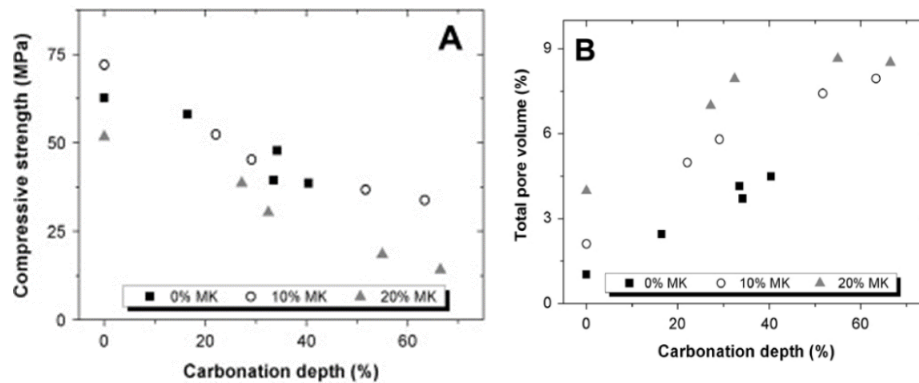 A
Compressive strength (MPa)
75
50
25
0
0% MK 10% MK 20% MK
0 20 40 60
Carbonation depth (%)
B
Total pore volume (%)
9
6
3
0
0% MK 10% MK 20% MK
0 20 40 60
Carbonation depth (%)